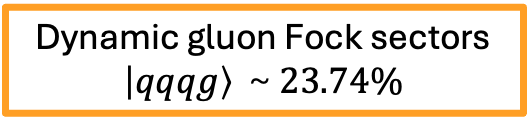 Dynamic gluon Fock sectors
|qqqg⟩ ~ 23.74%